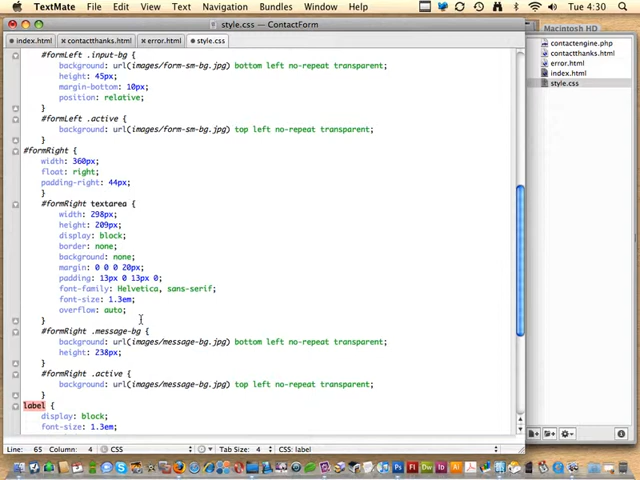 TextMate File Edit View Text Navigation Bundles Window Help Tue 4:30
style.css — ContactForm
Macintosh HD
index.html contactthanks.html error.html style.css
contactengine.php
contactthanks.html
error.html
index.html
style.css
#formLeft .input-bg {
background: url(images/form-sm-bg.jpg) bottom left no-repeat transparent;
height: 45px;
margin-bottom: 10px;
position: relative;
}
#formLeft .active {
background: url(images/form-sm-bg.jpg) top left no-repeat transparent;
}
#formRight {
width: 360px;
float: right;
padding-right: 44px;
}
#formRight textarea {
width: 298px;
height: 209px;
display: block;
border: none;
background: none;
margin: 0 0 0 20px;
padding: 13px 0 13px 0;
font-family: Helvetica, sans-serif;
font-size: 1.3em;
overflow: auto;
}
#formRight .message-bg {
background: url(images/message-bg.jpg) bottom left no-repeat transparent;
height: 238px;
}
#formRight .active {
background: url(images/message-bg.jpg) top left no-repeat transparent;
}
label {
display: block;
font-size: 1.3em;
Line: 65 Column: 4 CSS Tab Size: 4 CSS: label